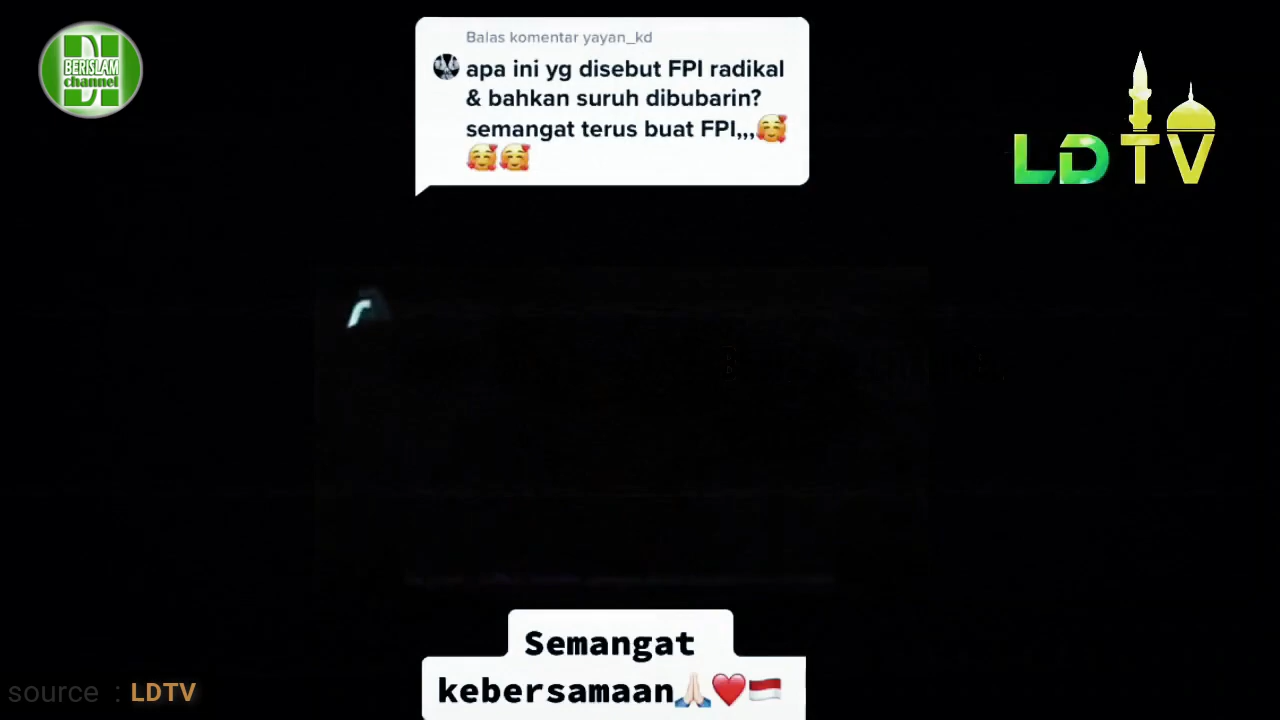 BERISLAM
channel
Balas komentar yayan_kd
apa ini yg disebut FPI radikal
& bahkan suruh dibubarin?
semangat terus buat FPI,,,🥰
🥰🥰
LDTV
Semangat
kebersamaan🙏🏻❤️🇮🇩
source : LDTV